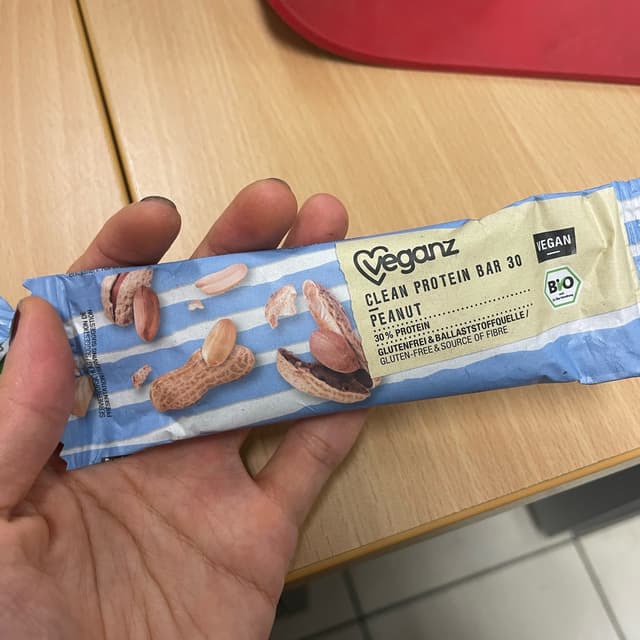 Veganz
CLEAN PROTEIN BAR 30
PEANUT
30% PROTEIN
GLUTENFREI & BALLASTSTOFFQUELLE/
GLUTEN-FREE & SOURCE OF FIBRE
VEGAN
BIO